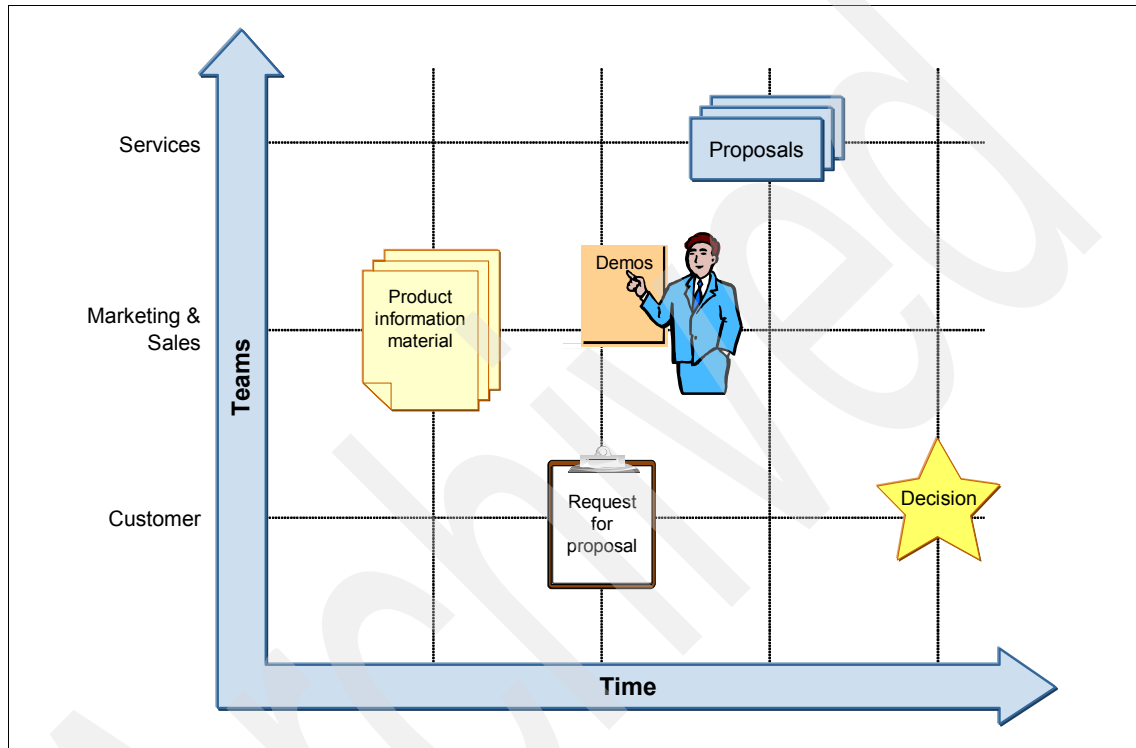 Services
Proposals
Demos
Product
information
material
Marketing &
Sales
Teams
Request
for
proposal
Decision
Customer
Time
Archived